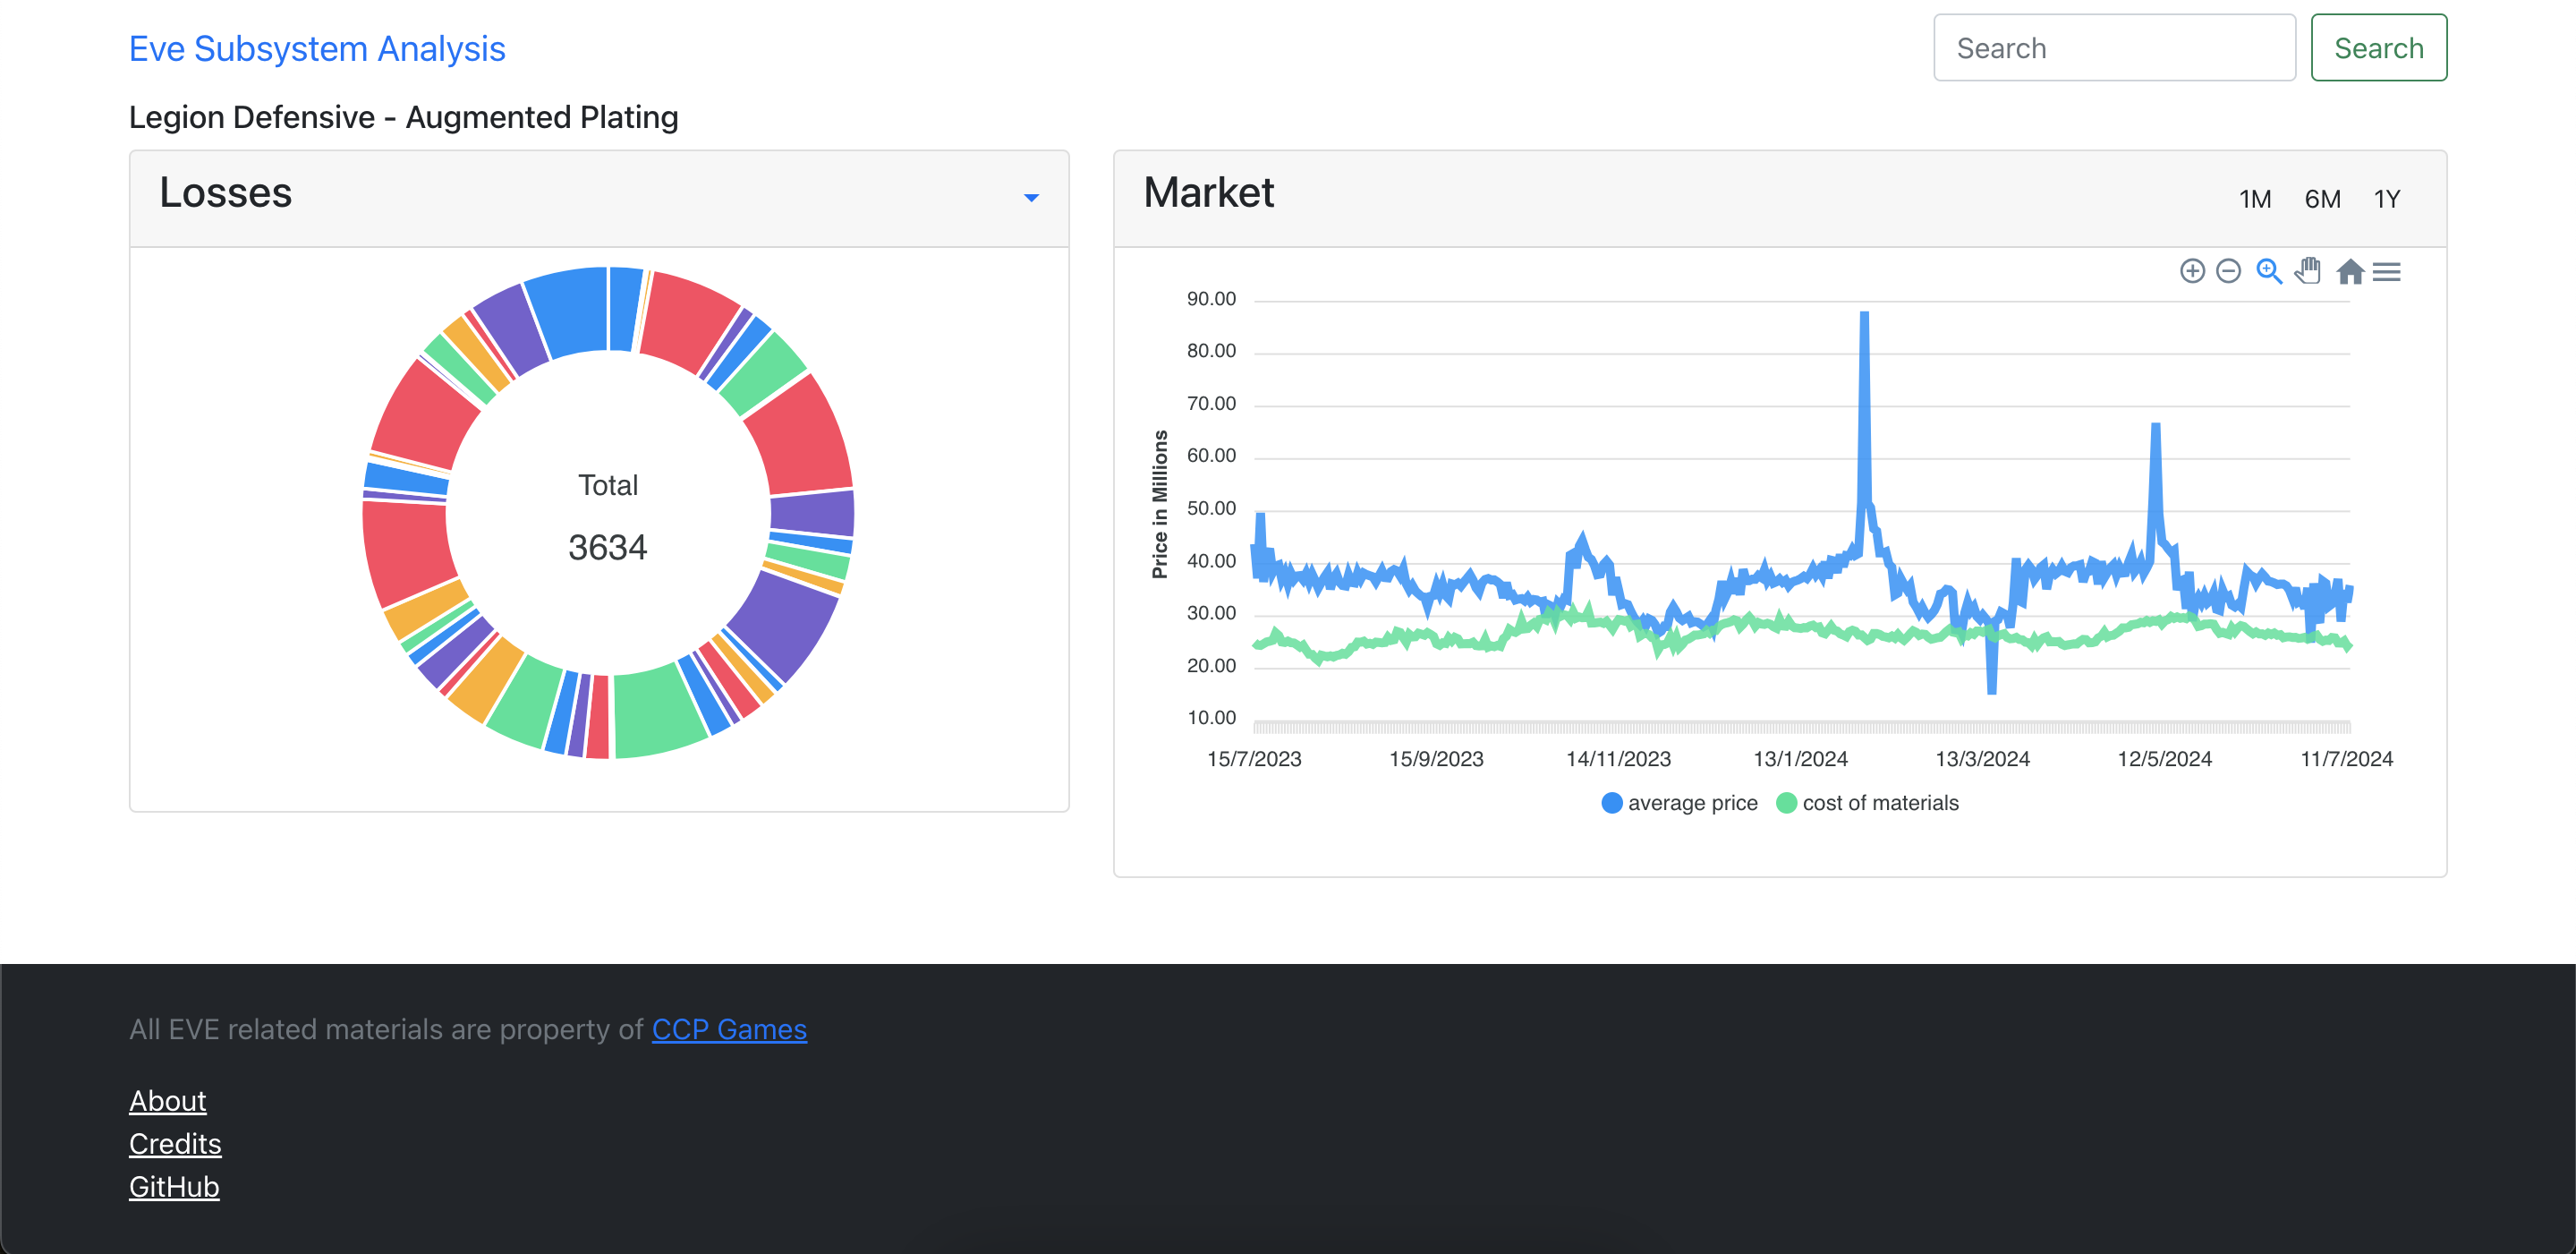 Eve Subsystem Analysis
Search
Search
Legion Defensive - Augmented Plating
Losses
Total
3634
Market
1M 6M 1Y
Price in Millions
90.00
80.00
70.00
60.00
50.00
40.00
30.00
20.00
10.00
15/7/2023 15/9/2023 14/11/2023 13/1/2024 13/3/2024 12/5/2024 11/7/2024
average price cost of materials
All EVE related materials are property of CCP Games
About
Credits
GitHub